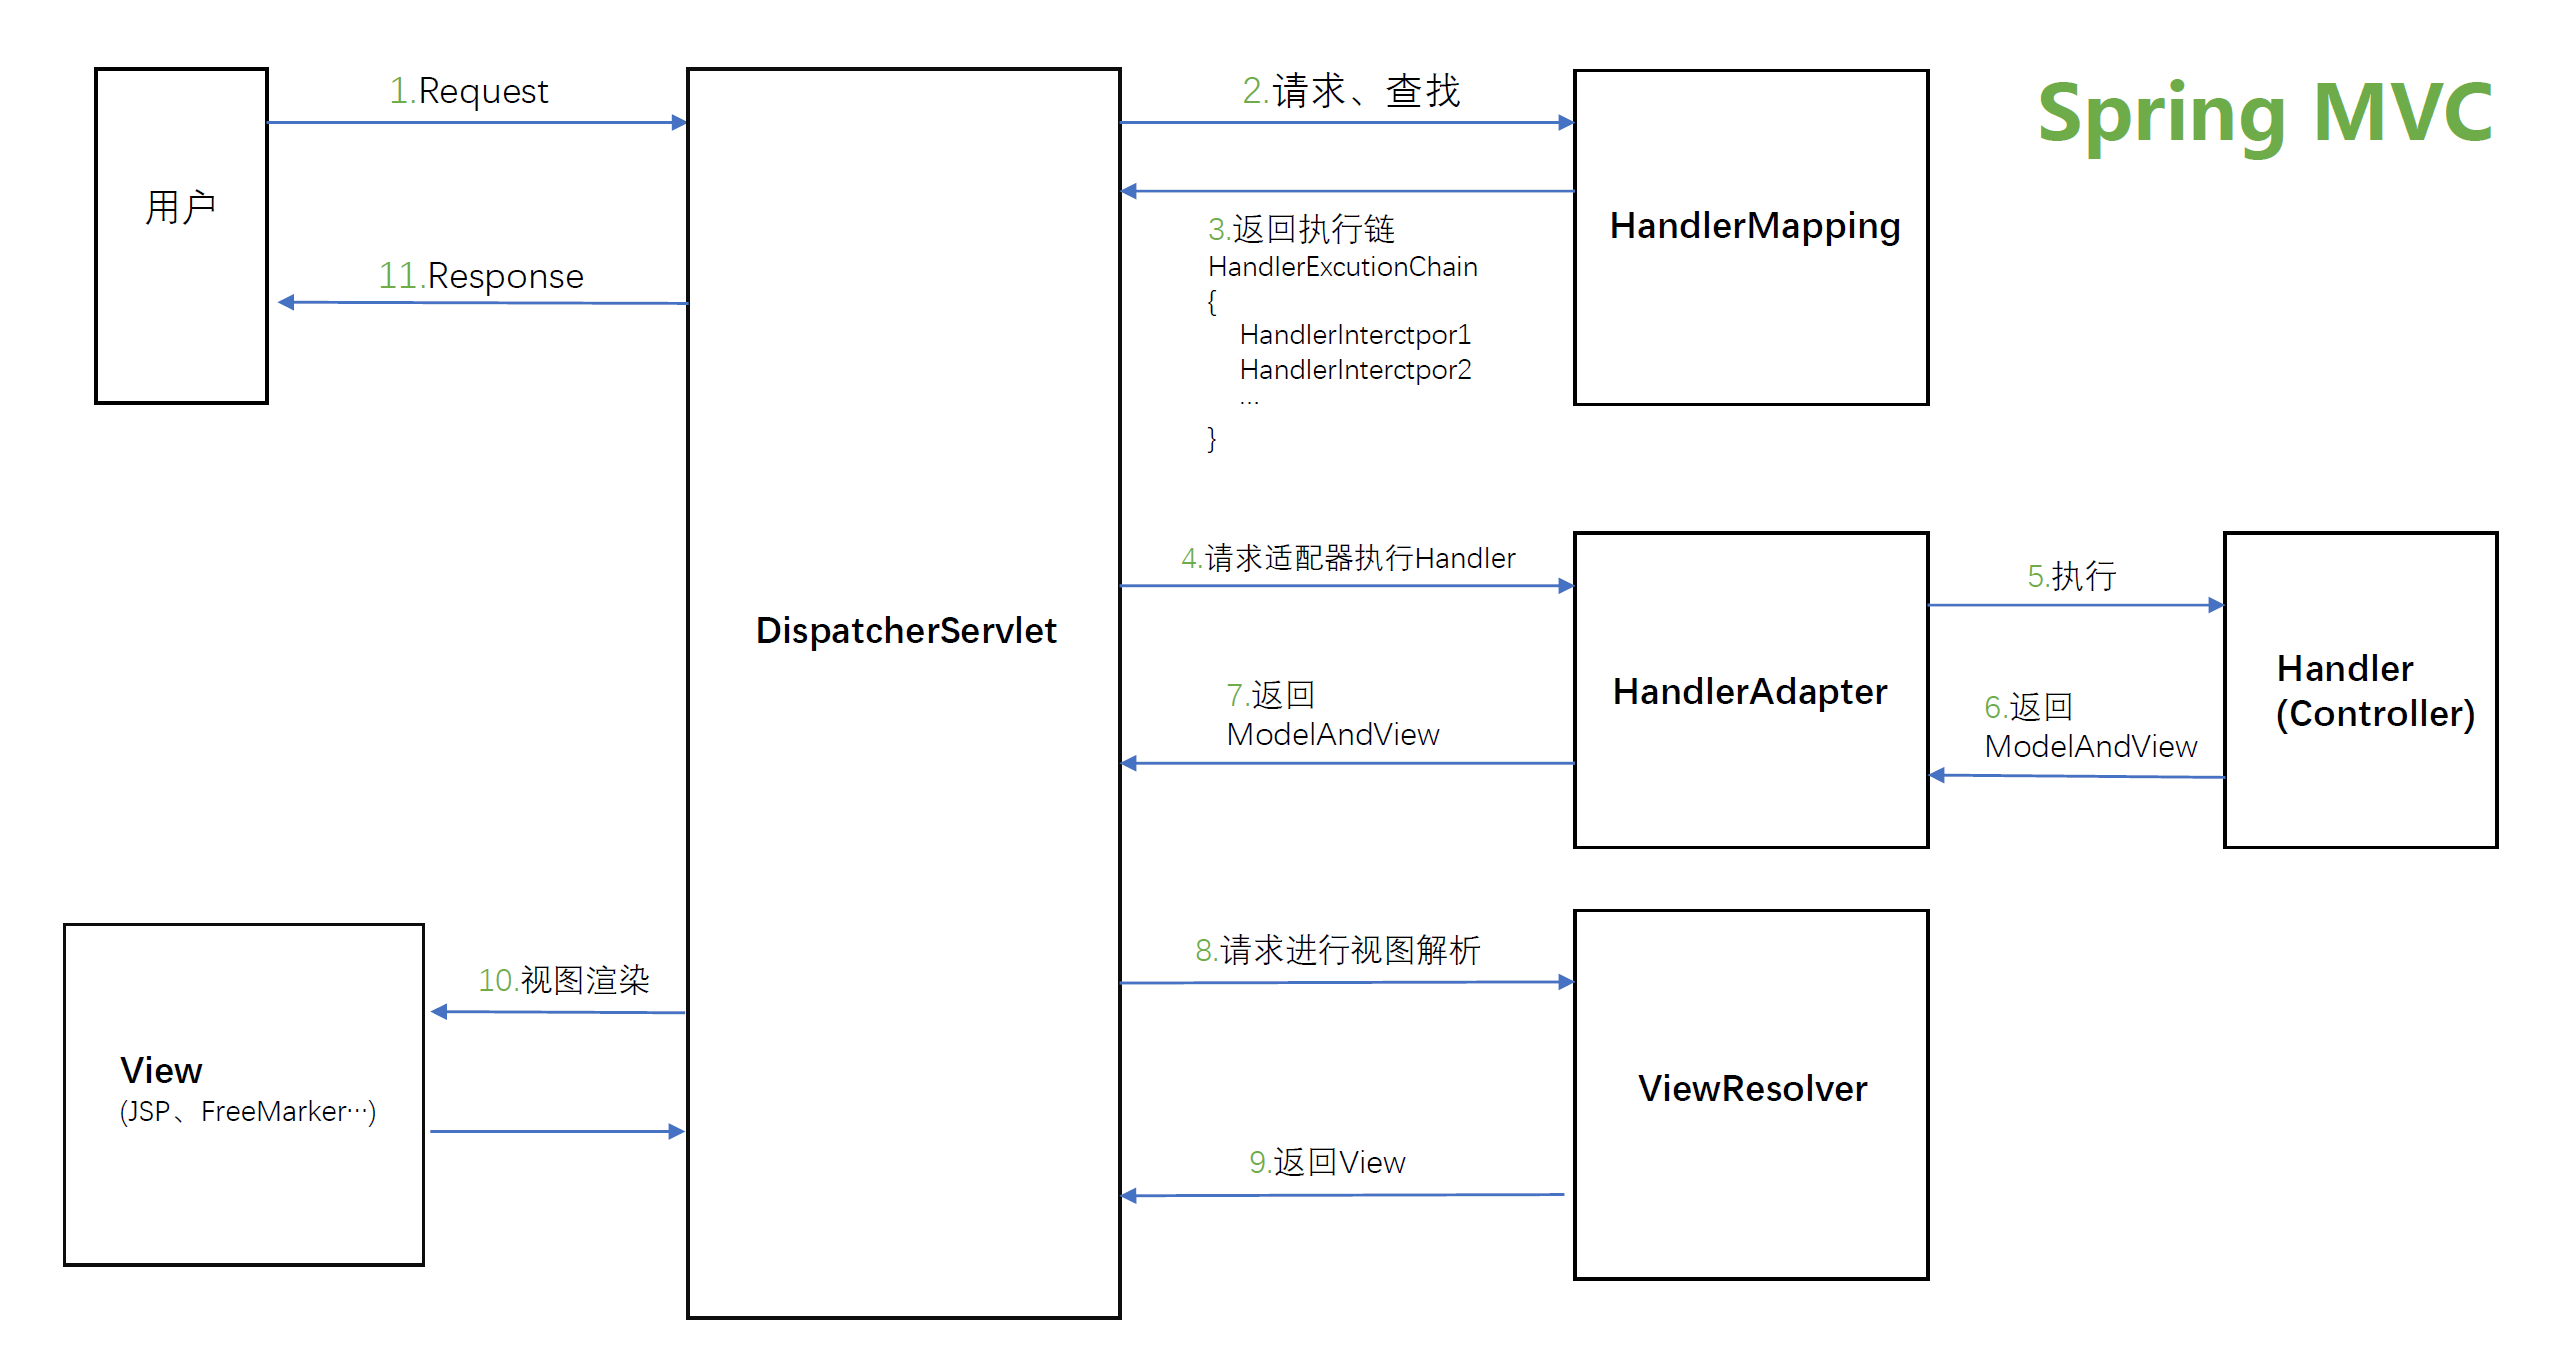 Spring MVC
1.Request
2.请求、查找
用户
HandlerMapping
3.返回执行链
HandlerExcutionChain
{
HandlerInterctpor1
HandlerInterctpor2
...
}
11.Response
4.请求适配器执行Handler
5.执行
DispatcherServlet
HandlerAdapter
Handler
(Controller)
7.返回
ModelAndView
6.返回
ModelAndView
8.请求进行视图解析
10.视图渲染
View
(JSP、FreeMarker...)
ViewResolver
9.返回View